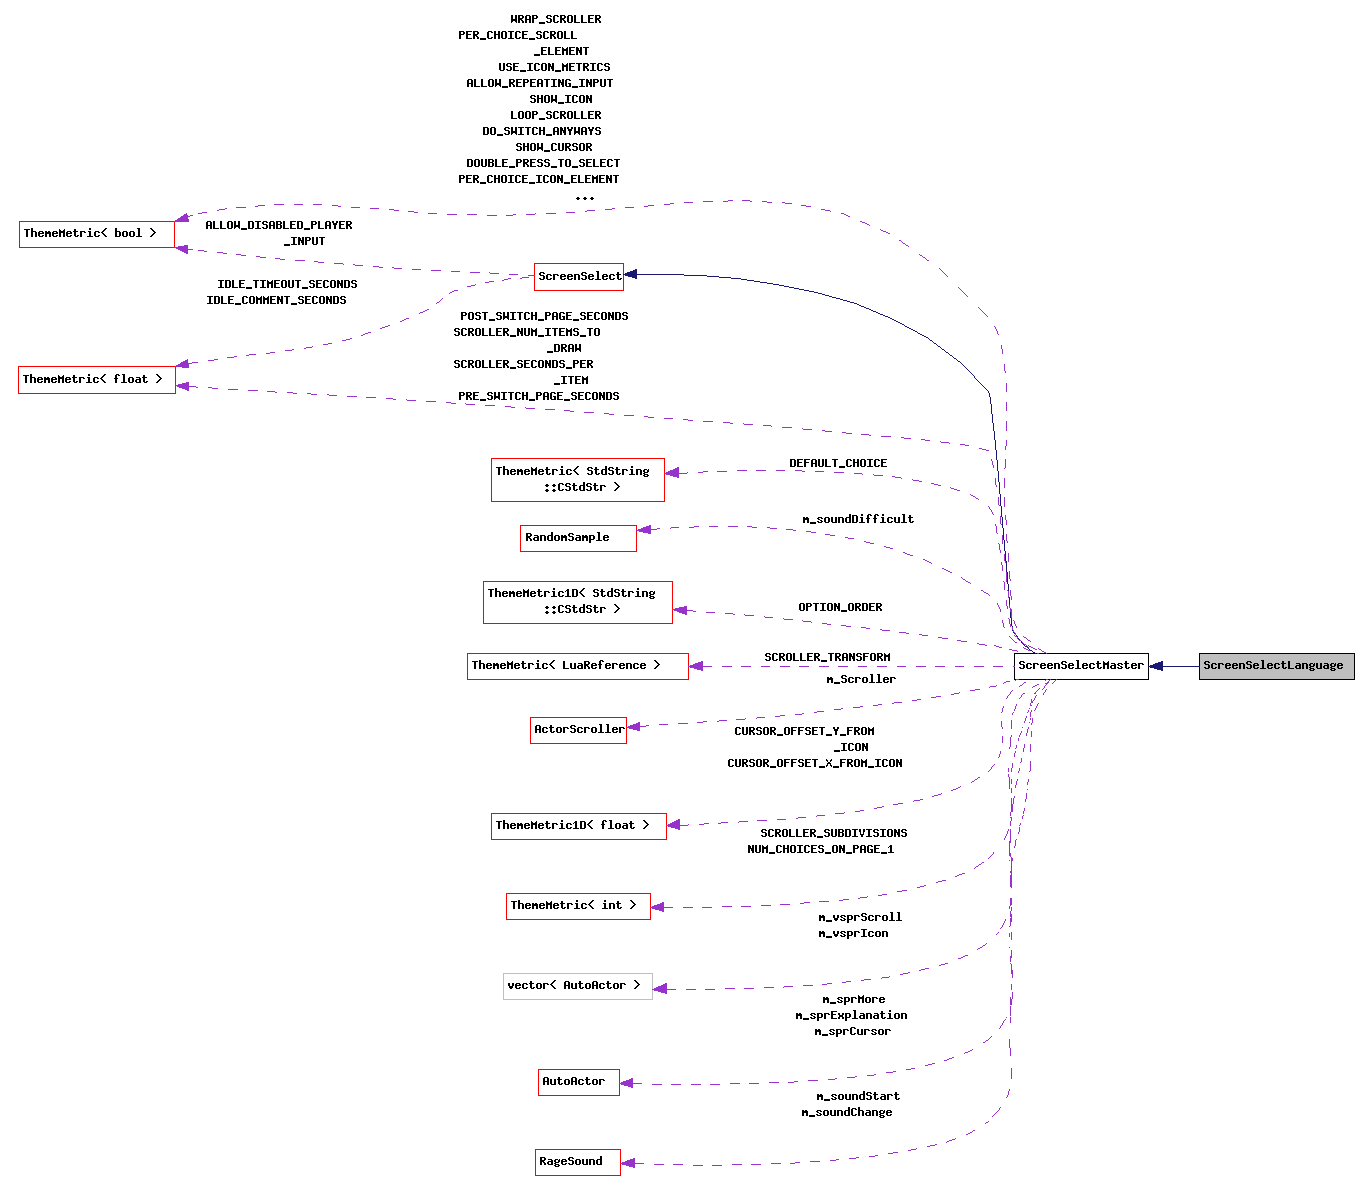 WRAP_SCROLLER
PER_CHOICE_SCROLL
_ELEMENT
USE_ICON_METRICS
ALLOW_REPEATING_INPUT
SHOW_ICON
LOOP_SCROLLER
DO_SWITCH_ANYWAYS
SHOW_CURSOR
DOUBLE_PRESS_TO_SELECT
PER_CHOICE_ICON_ELEMENT
...
ThemeMetric< bool >
ALLOW_DISABLED_PLAYER
_INPUT
ScreenSelect
IDLE_TIMEOUT_SECONDS
IDLE_COMMENT_SECONDS
POST_SWITCH_PAGE_SECONDS
SCROLLER_NUM_ITEMS_TO
_DRAW
SCROLLER_SECONDS_PER
_ITEM
PRE_SWITCH_PAGE_SECONDS
ThemeMetric< float >
ThemeMetric< StdString
::CStdStr >
DEFAULT_CHOICE
m_soundDifficult
RandomSample
ThemeMetric1D< StdString
::CStdStr >
OPTION_ORDER
ThemeMetric< LuaReference >
SCROLLER_TRANSFORM
ScreenSelectMaster
ScreenSelectLanguage
m_Scroller
ActorScroller
CURSOR_OFFSET_Y_FROM
_ICON
CURSOR_OFFSET_X_FROM_ICON
ThemeMetric1D< float >
SCROLLER_SUBDIVISIONS
NUM_CHOICES_ON_PAGE_1
ThemeMetric< int >
m_vsprScroll
m_vsprIcon
vector< AutoActor >
m_sprMore
m_sprExplanation
m_sprCursor
AutoActor
m_soundStart
m_soundChange
RageSound